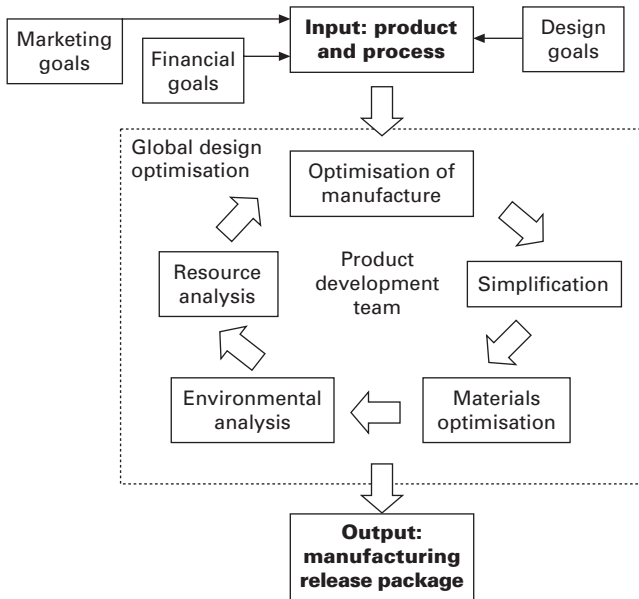 Marketing
goals
Financial
goals
Input: product
and process
Design
goals
Global design
optimisation
Optimisation of
manufacture
Resource
analysis
Product
development
team
Simplification
Environmental
analysis
Materials
optimisation
Output:
manufacturing
release package